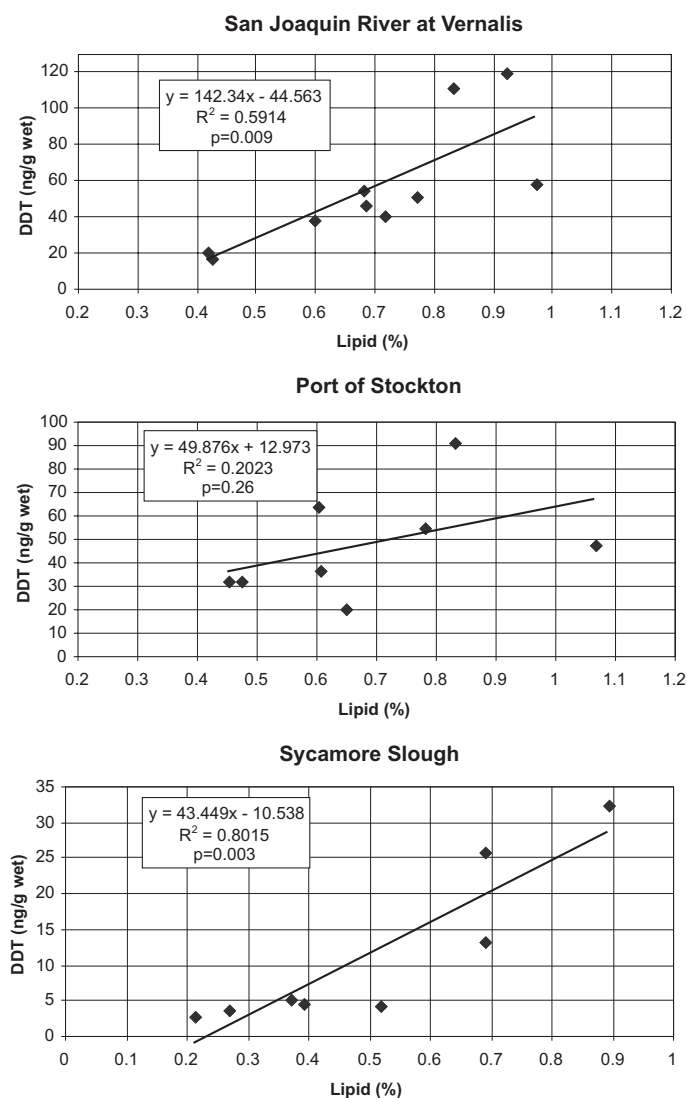 San Joaquin River at Vernalis
y = 142.34x - 44.563
R² = 0.5914
p=0.009
DDT (ng/g wet)
120
100
80
60
40
20
0
0.2 0.3 0.4 0.5 0.6 0.7 0.8 0.9 1 1.1 1.2
Lipid (%)
Port of Stockton
y = 49.876x + 12.973
R² = 0.2023
p=0.26
DDT (ng/g wet)
100
90
80
70
60
50
40
30
20
10
0
0.2 0.3 0.4 0.5 0.6 0.7 0.8 0.9 1 1.1 1.2
Lipid (%)
Sycamore Slough
y = 43.449x - 10.538
R² = 0.8015
p=0.003
DDT (ng/g wet)
35
30
25
20
15
10
5
0
0 0.1 0.2 0.3 0.4 0.5 0.6 0.7 0.8 0.9 1
Lipid (%)